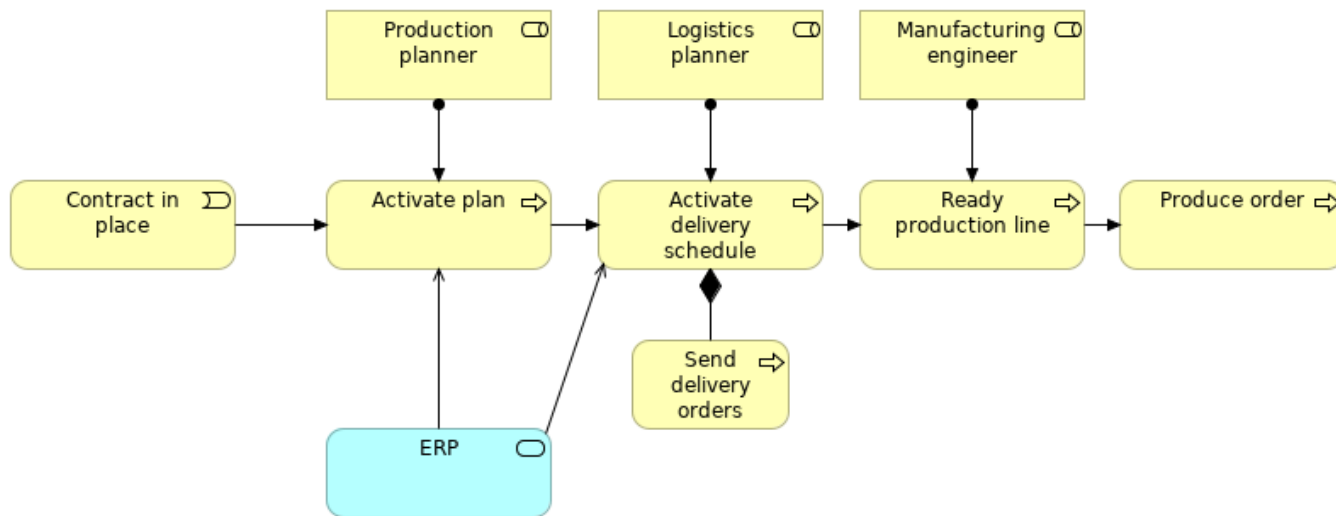 Production
planner
Logistics
planner
Manufacturing
engineer
Contract in
place
Activate plan
Activate
delivery
schedule
Ready
production line
Produce order
Send
delivery
orders
ERP